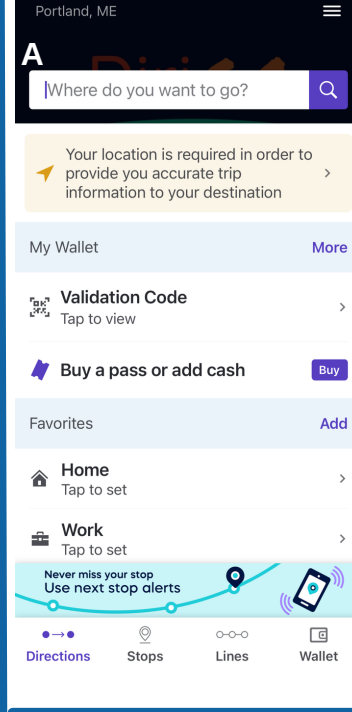 Portland, ME
A
Where do you want to go?
Your location is required in order to
provide you accurate trip
information to your destination
My Wallet
More
Validation Code
Tap to view
Buy a pass or add cash
Buy
Favorites
Add
Home
Tap to set
Work
Tap to set
Never miss your stop
Use next stop alerts
Directions
Stops
Lines
Wallet